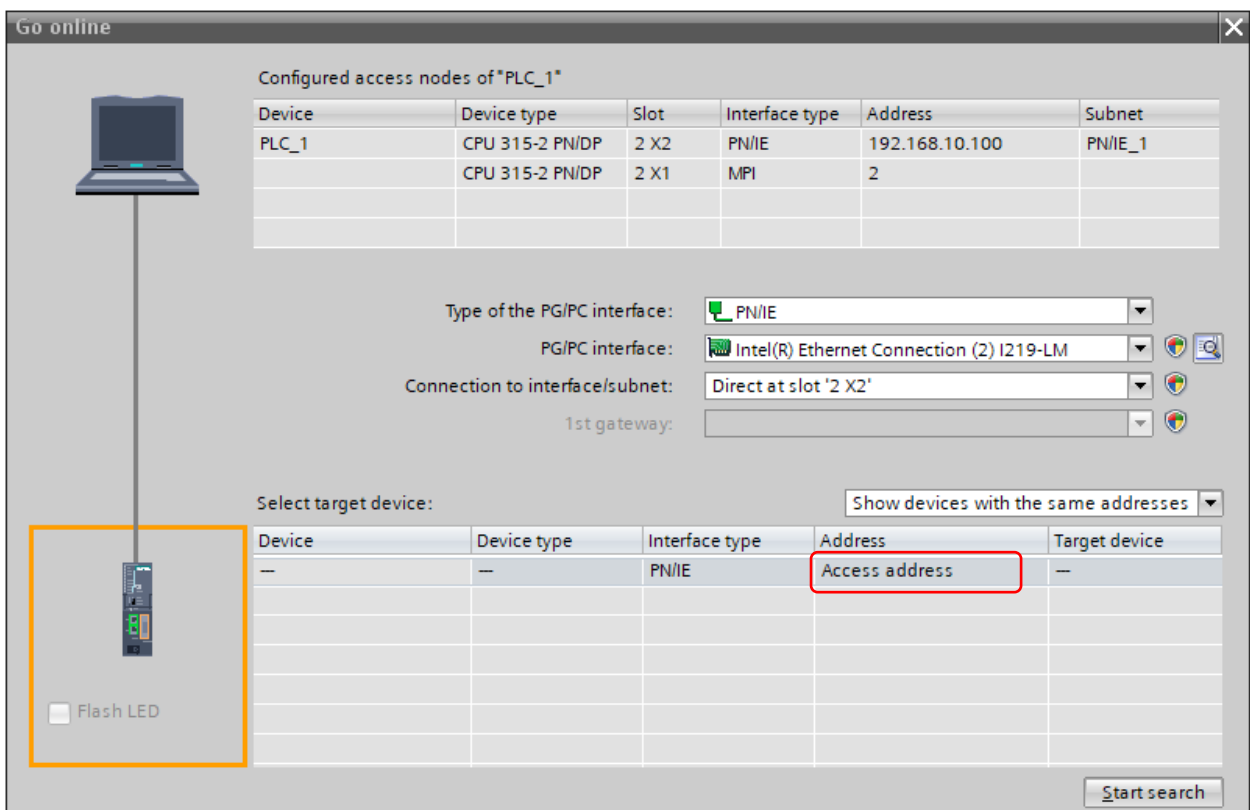 Go online
Configured access nodes of "PLC_1"
Device Device type Slot Interface type Address Subnet
PLC_1 CPU 315-2 PN/DP 2 X2 PN/IE 192.168.10.100 PN/IE_1
CPU 315-2 PN/DP 2 X1 MPI 2
Type of the PG/PC interface: PN/IE
PG/PC interface: Intel(R) Ethernet Connection (2) I219-LM
Connection to interface/subnet: Direct at slot '2 X2'
1st gateway:
Select target device: Show devices with the same addresses
Device Device type Interface type Address Target device
— — PN/IE Access address —
Flash LED
Start search